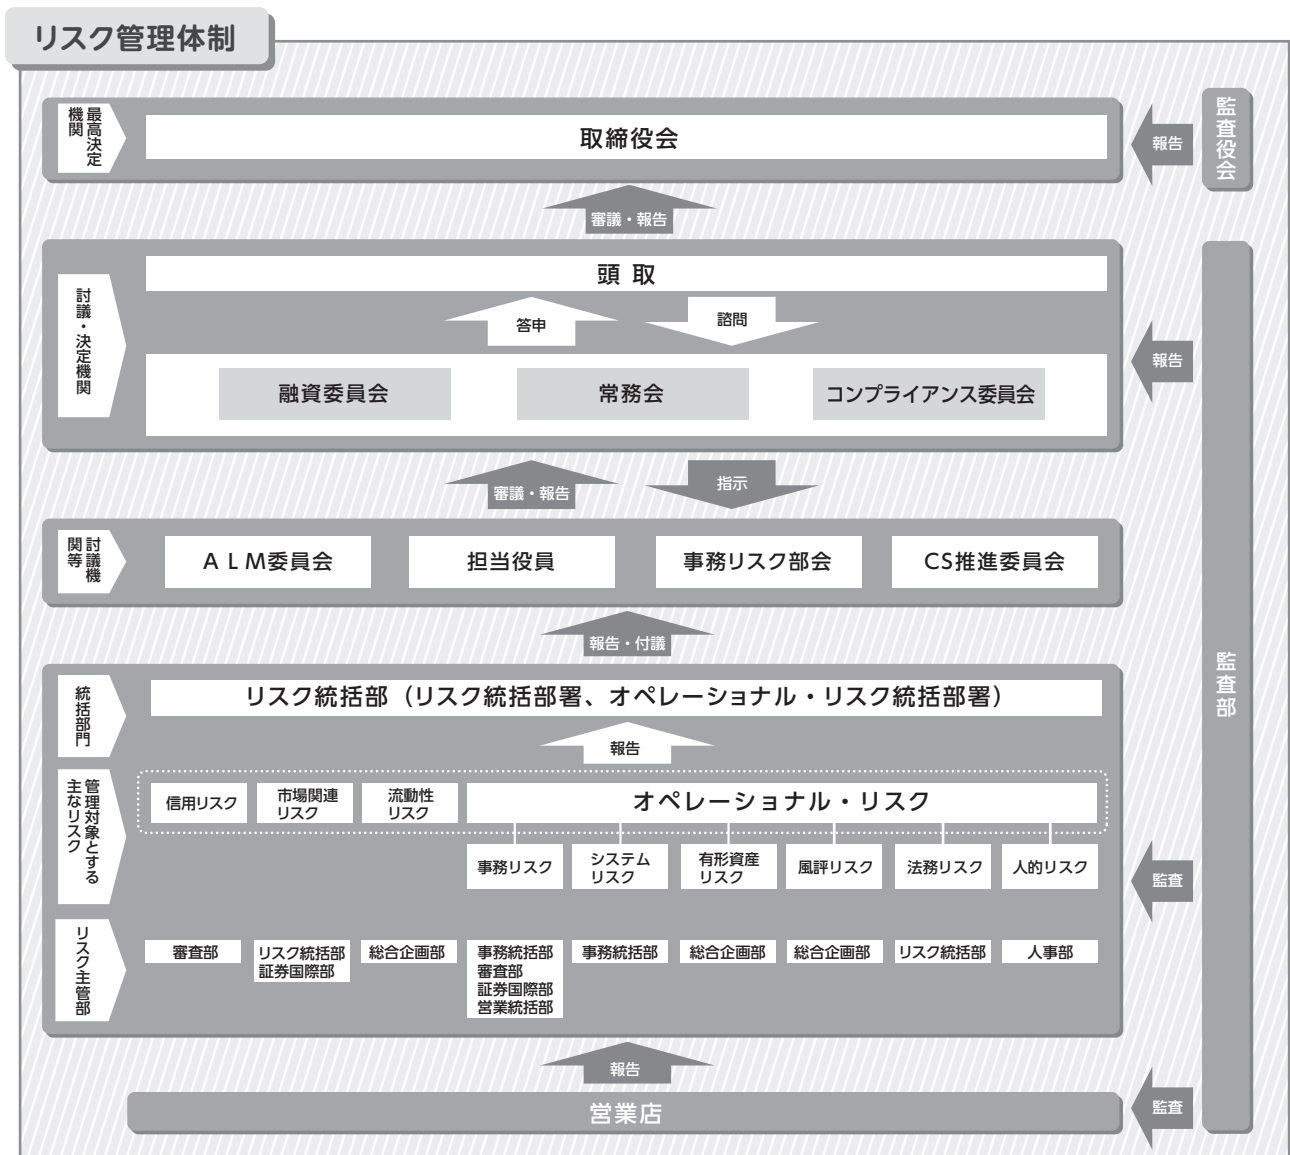 リスク管理体制
最高決定
機関
取締役会
報告
監査役会
審議・報告
討議・決定機関
頭 取
答申
諮問
融資委員会
常務会
コンプライアンス委員会
報告
審議・報告
指示
討議機
関等
ALM委員会
担当役員
事務リスク部会
CS推進委員会
報告・付議
統括部門
リスク統括部（リスク統括部署、オペレーショナル・リスク統括部署）
報告
監査部
管理対象とする
主なリスク
信用リスク
市場関連
リスク
流動性
リスク
オペレーショナル・リスク
事務リスク
システム
リスク
有形資産
リスク
風評リスク
法務リスク
人的リスク
監査
リスク主管部
審査部
リスク統括部
証券国際部
総合企画部
事務統括部
審査部
証券国際部
営業統括部
事務統括部
総合企画部
総合企画部
リスク統括部
人事部
報告
営業店
監査